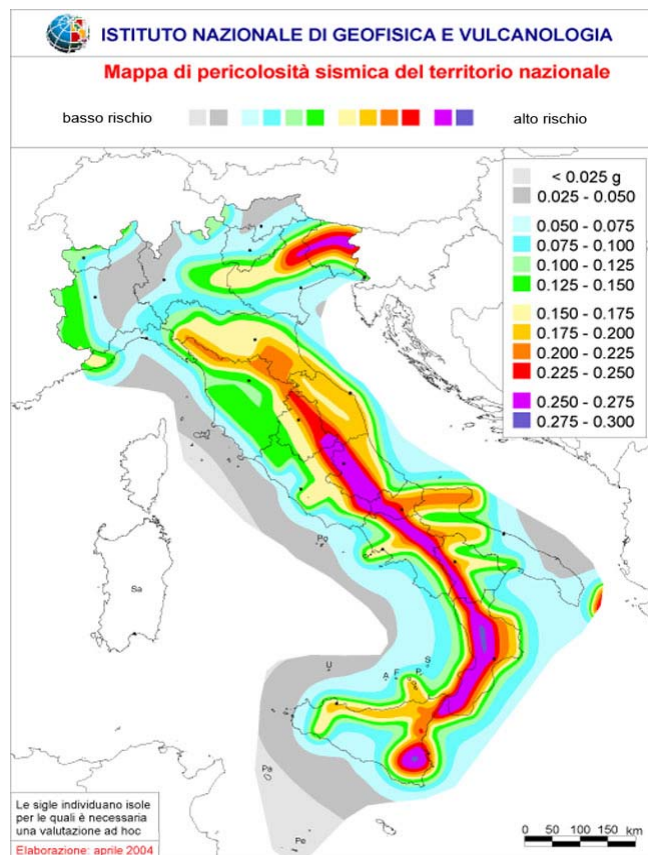 ISTITUTO NAZIONALE DI GEOFISICA E VULCANOLOGIA
Mappa di pericolosità sismica del territorio nazionale
basso rischio
alto rischio
< 0.025 g
0.025 - 0.050
0.050 - 0.075
0.075 - 0.100
0.100 - 0.125
0.125 - 0.150
0.150 - 0.175
0.175 - 0.200
0.200 - 0.225
0.225 - 0.250
0.250 - 0.275
0.275 - 0.300
Po
Sa
U
A F P S
Pa
Pe
Le sigle individuano isole
per le quali è necessaria
una valutazione ad hoc
Elaborazione: aprile 2004
0 50 100 150 km